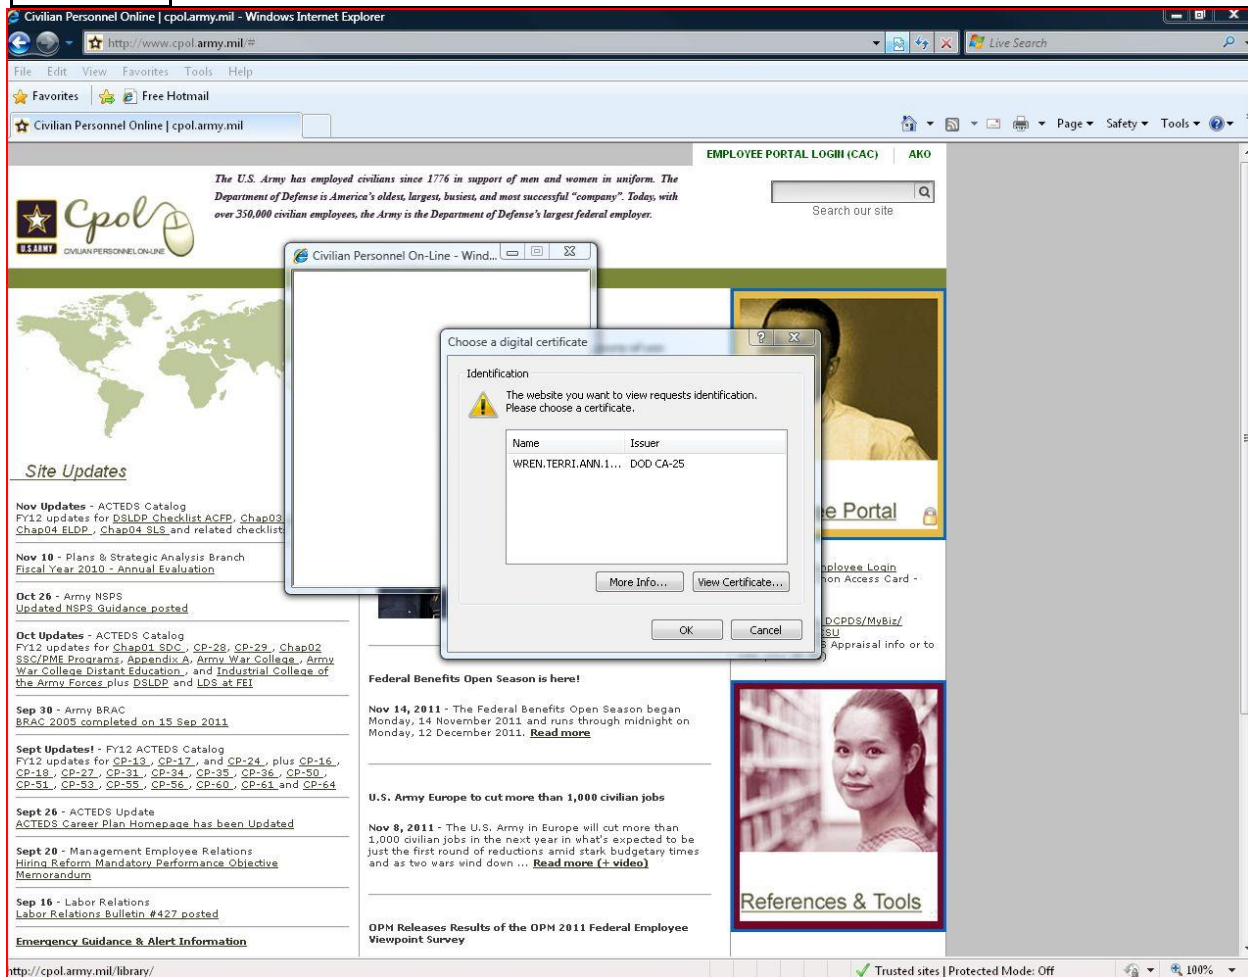 Civilian Personnel Online | cpol.army.mil - Windows Internet Explorer
http://www.cpol.army.mil/#
Live Search
File Edit View Favorites Tools Help
Favorites Free Hotmail
Civilian Personnel Online | cpol.army.mil
Page Safety Tools
EMPLOYEE PORTAL LOGIN (CAC) AKO
The U.S. Army has employed civilians since 1776 in support of men and women in uniform. The
Department of Defense is America's oldest, largest, busiest, and most successful "company". Today, with
over 350,000 civilian employees, the Army is the Department of Defense's largest federal employer.
Search our site
Cpol
U.S.ARMY CIVILIAN PERSONNEL ON-LINE
Civilian Personnel On-Line - Wind...
Choose a digital certificate
Identification
The website you want to view requests identification.
Please choose a certificate.
Name Issuer
WREN.TERRI.ANN.1... DOD CA-25
More Info... View Certificate...
OK Cancel
Site Updates
Nov Updates - ACTEDS Catalog
FY12 updates for DSLDP Checklist ACFP, Chap03
Chap04 ELDP , Chap04 SLS and related checklist
Nov 10 - Plans & Strategic Analysis Branch
Fiscal Year 2010 - Annual Evaluation
Oct 26 - Army NSPS
Updated NSPS Guidance posted
Oct Updates - ACTEDS Catalog
FY12 updates for Chap01 SDC , CP-28, CP-29 , Chap02
SSC/PME Programs, Appendix A, Army War College , Army
War College Distant Education , and Industrial College of
the Army Forces plus DSLDP and LDS at FEI
Sep 30 - Army BRAC
BRAC 2005 completed on 15 Sep 2011
Sept Updates! - FY12 ACTEDS Catalog
FY12 updates for CP-13 , CP-17 , and CP-24 , plus CP-16 ,
CP-18 , CP-27 , CP-31 , CP-34 , CP-35 , CP-36 , CP-50 ,
CP-51 , CP-53 , CP-55 , CP-56 , CP-60 , CP-61 and CP-64
Sept 26 - ACTEDS Update
ACTEDS Career Plan Homepage has been Updated
Sept 20 - Management Employee Relations
Hiring Reform Mandatory Performance Objective
Memorandum
Sep 16 - Labor Relations
Labor Relations Bulletin #427 posted
Emergency Guidance & Alert Information
Federal Benefits Open Season is here!
Nov 14, 2011 - The Federal Benefits Open Season began
Monday, 14 November 2011 and runs through midnight on
Monday, 12 December 2011. Read more
U.S. Army Europe to cut more than 1,000 civilian jobs
Nov 8, 2011 - The U.S. Army in Europe will cut more than
1,000 civilian jobs in the next year in what's expected to be
just the first round of reductions amid stark budgetary times
and as two wars wind down ... Read more (+ video)
OPM Releases Results of the OPM 2011 Federal Employee
Viewpoint Survey
ee Portal
ployee Login
on Access Card -
DCPDS/MyBiz/
SU
Appraisal info or to
References & Tools
http://cpol.army.mil/library/
Trusted sites | Protected Mode: Off
100%